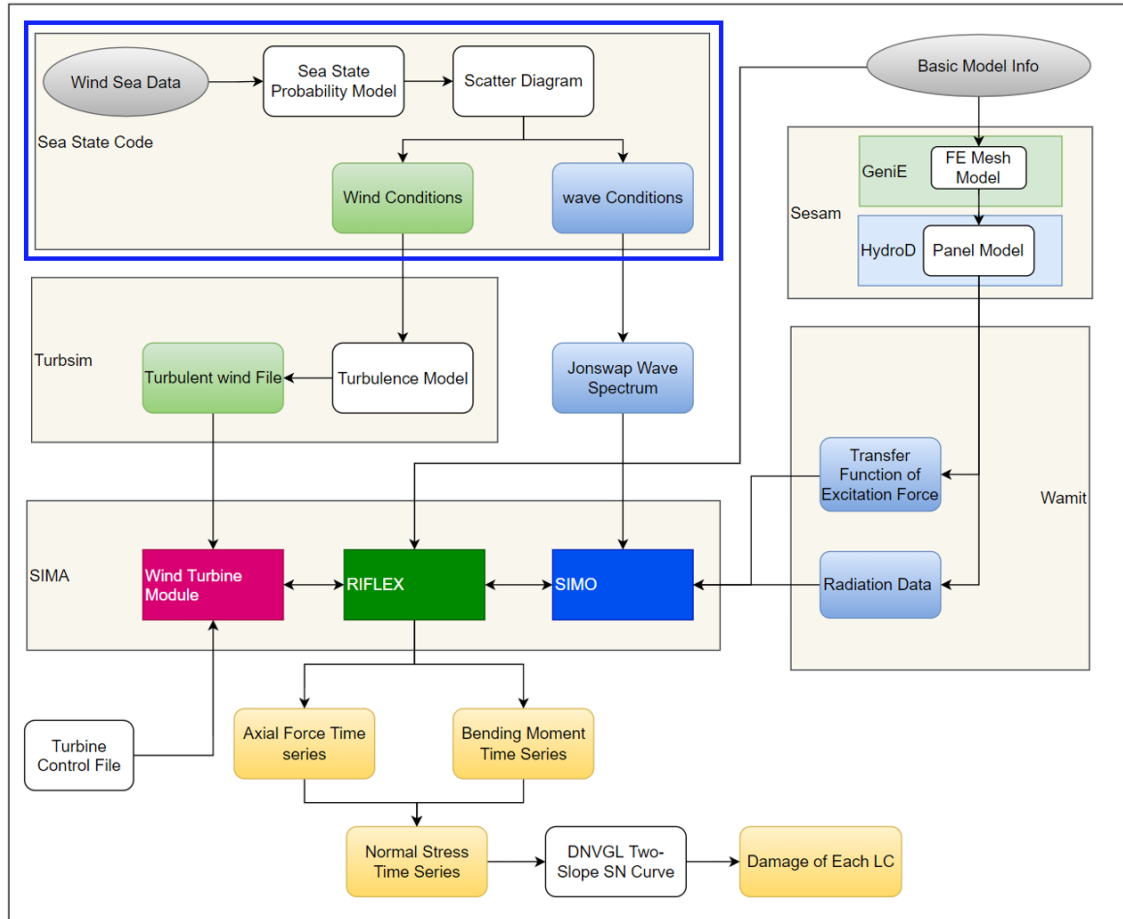 Wind Sea Data
Sea State
Probability Model
Scatter Diagram
Basic Model Info
Sea State Code
Wind Conditions
wave Conditions
GeniE
FE Mesh
Model
Sesam
HydroD
Panel Model
Turbsim
Turbulent wind File
Turbulence Model
Jonswap Wave
Spectrum
Transfer
Function of
Excitation Force
Wamit
Radiation Data
SIMA
Wind Turbine
Module
RIFLEX
SIMO
Turbine
Control File
Axial Force Time
series
Bending Moment
Time Series
Normal Stress
Time Series
DNVGL Two-
Slope SN Curve
Damage of Each LC